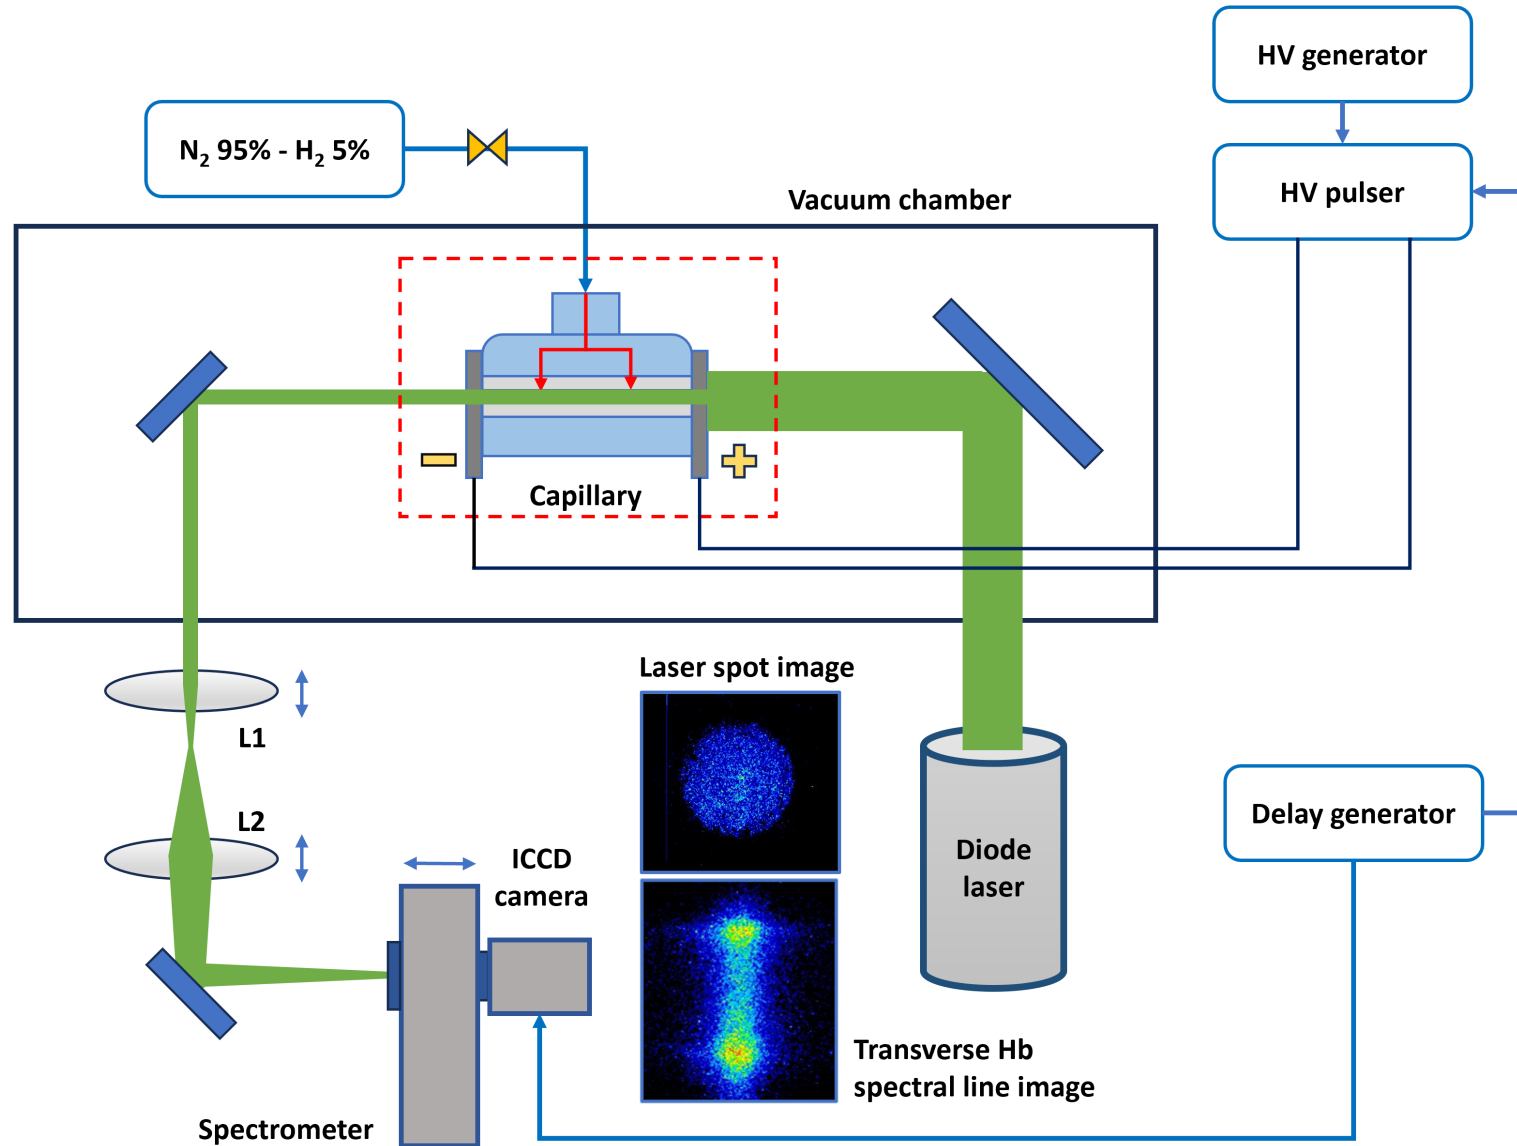 HV generator
N₂ 95% - H₂ 5%
HV pulser
Vacuum chamber
Capillary
Laser spot image
L1
L2
ICCD
camera
Diode
laser
Delay generator
Transverse Hb
spectral line image
Spectrometer